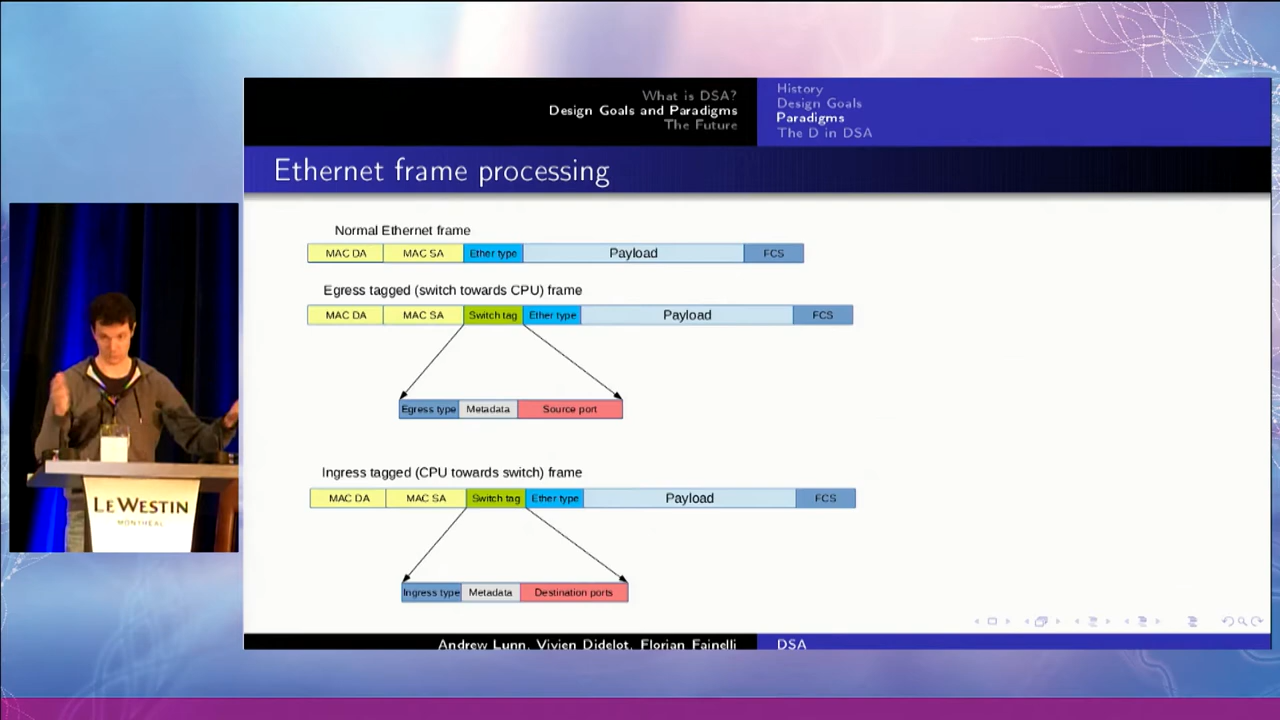 What is DSA?
Design Goals and Paradigms
The Future
History
Design Goals
Paradigms
The D in DSA
Ethernet frame processing
Normal Ethernet frame
MAC DA MAC SA Ether type Payload FCS
Egress tagged (switch towards CPU) frame
MAC DA MAC SA Switch tag Ether type Payload FCS
Egress type Metadata Source port
Ingress tagged (CPU towards switch) frame
MAC DA MAC SA Switch tag Ether type Payload FCS
Ingress type Metadata Destination ports
LE WESTIN
MONTRÉAL
Andrew Lunn, Vivien Didelot, Florian Fainelli DSA